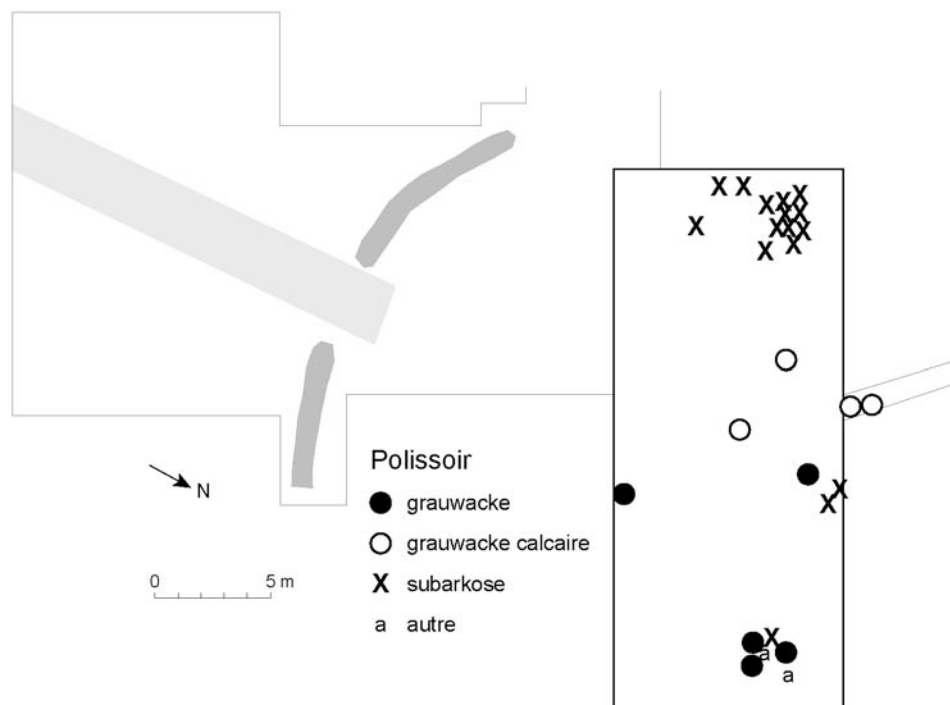 Polissoir
grauwacke
grauwacke calcaire
X subarkose
a autre
N
0 5 m
X X
X X X
X X X
X X X X
X X
X
X
X
a
a